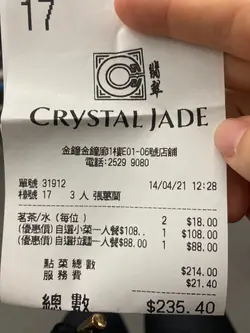 17
翡翠
CRYSTAL JADE
金鐘金鐘廊1樓E01-06號店舖
電話:2529 9080
單號 31912 14/04/21 12:28
檯號 17 3 人 張蕙蘭
茗茶/水 (每位) 2 $18.00
(優惠價)自選小菜一人餐$108.. 1 $108.00
(優惠價)自選拉麵一人餐$88.00 1 $88.00
點菜總數 $214.00
服務費 $21.40
總數 $235.40